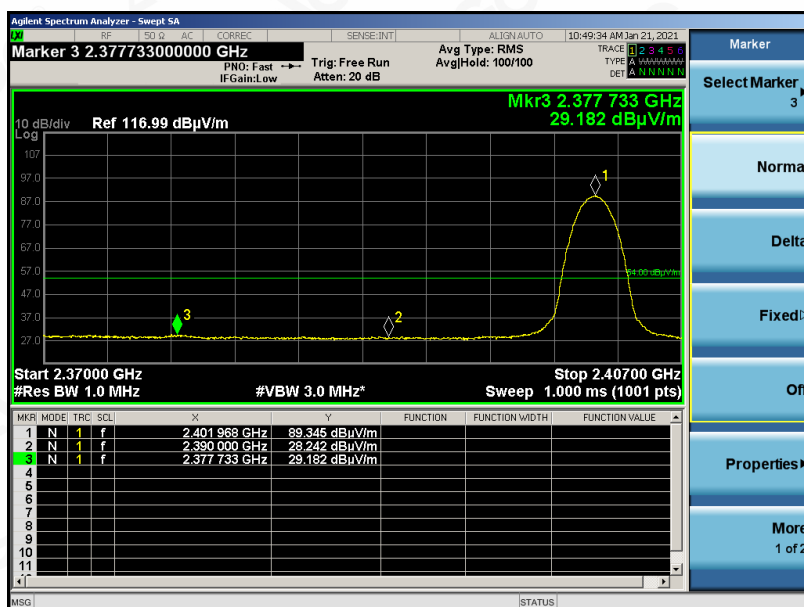 Agilent Spectrum Analyzer - Swept SA
LXI RF 50 Ω AC CORREC SENSE:INT ALIGN AUTO 10:49:34 AM Jan 21, 2021
Marker 3 2.377733000000 GHz
PNO: Fast
IFGain:Low
Trig: Free Run
Atten: 20 dB
Avg Type: RMS
Avg|Hold: 100/100
TRACE 1 2 3 4 5 6
TYPE A WWWWW
DET A N N N N N
Mkr3 2.377 733 GHz
29.182 dBµV/m
10 dB/div Ref 116.99 dBµV/m
Log
107
97.0
87.0
77.0
67.0
57.0
47.0
37.0
27.0
1
54.00 dBµV/m
3
2
Start 2.37000 GHz Stop 2.40700 GHz
#Res BW 1.0 MHz #VBW 3.0 MHz* Sweep 1.000 ms (1001 pts)
MKR MODE TRC SCL X Y FUNCTION FUNCTION WIDTH FUNCTION VALUE
1 N 1 f 2.401 968 GHz 89.345 dBµV/m
2 N 1 f 2.390 000 GHz 28.242 dBµV/m
3 N 1 f 2.377 733 GHz 29.182 dBµV/m
4
5
6
7
8
9
10
11
MSG STATUS
Marker
Select Marker
3
Norma
Delta
Fixed
Of
Properties
More
1 of 2